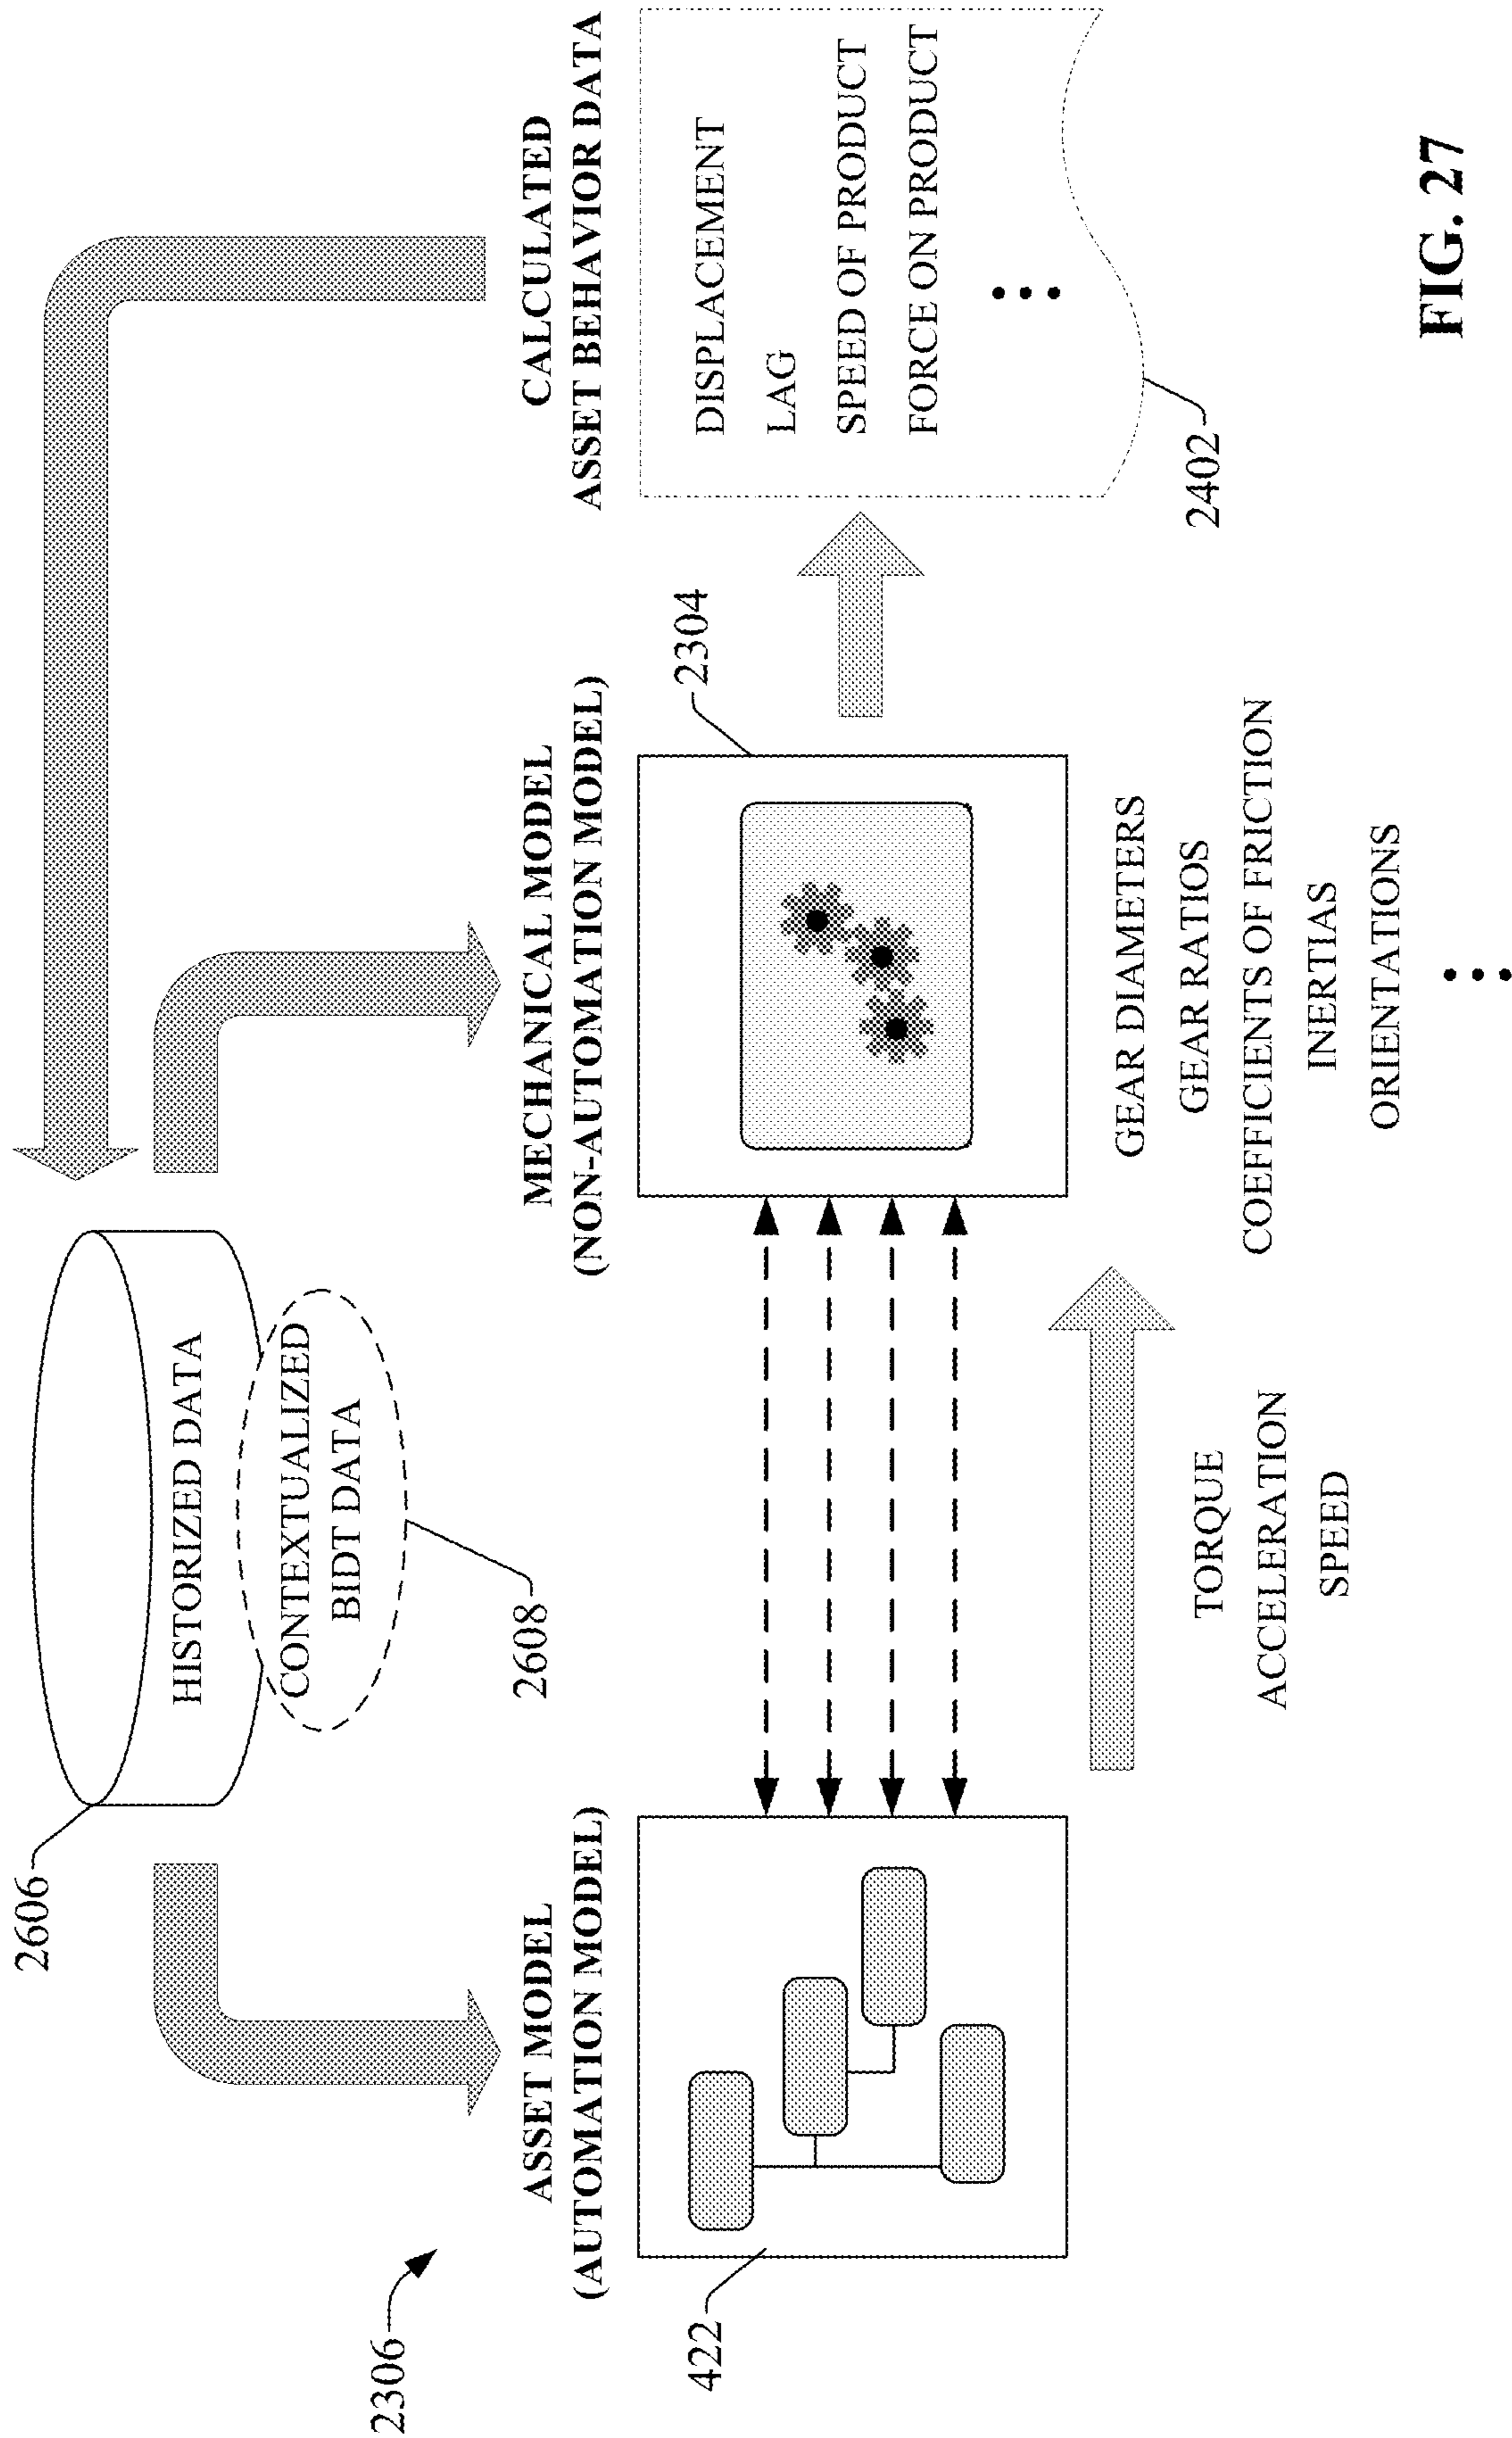 2606
HISTORIZED DATA
CONTEXTUALIZED
BIDT DATA
2608
2306
ASSET MODEL
(AUTOMATION MODEL)
422
MECHANICAL MODEL
(NON-AUTOMATION MODEL)
2304
CALCULATED
ASSET BEHAVIOR DATA
DISPLACEMENT
LAG
SPEED OF PRODUCT
FORCE ON PRODUCT
2402
TORQUE
ACCELERATION
SPEED
GEAR DIAMETERS
GEAR RATIOS
COEFFICIENTS OF FRICTION
INERTIAS
ORIENTATIONS
FIG. 27